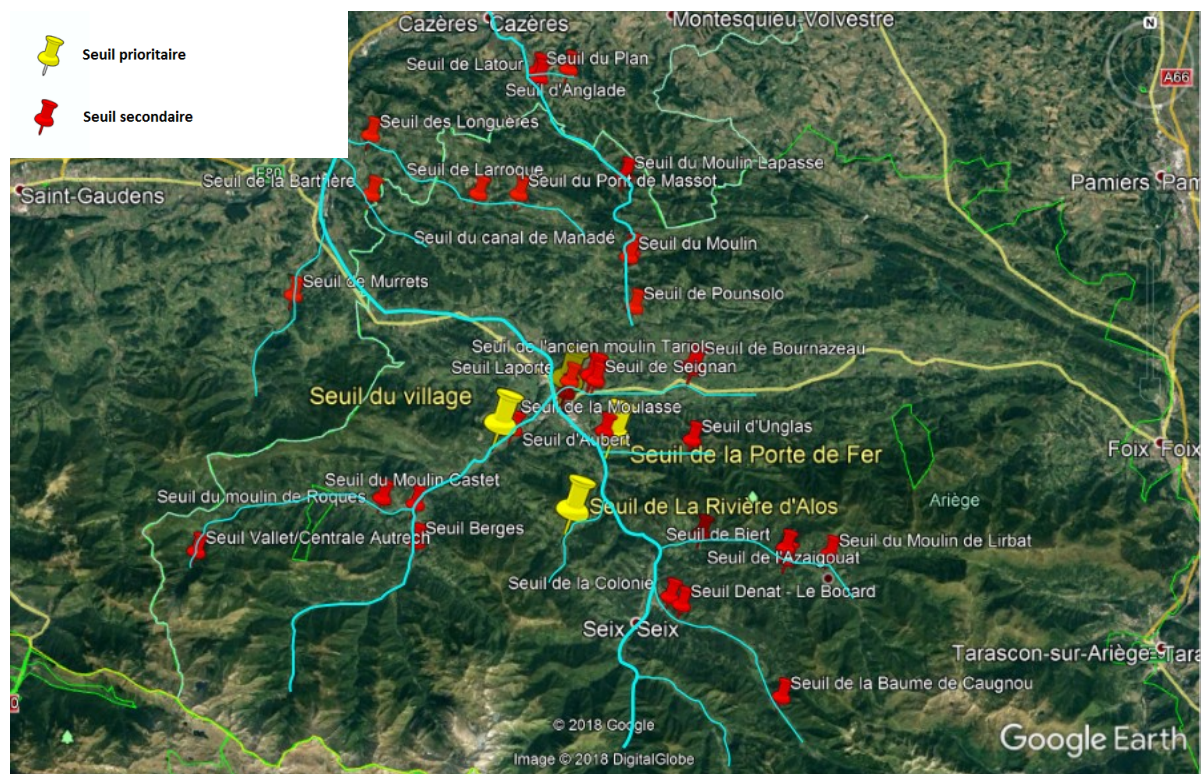 Seuil prioritaire
Seuil secondaire
Cazères Cazères
Montesquieu-Volvestre
N
A66
Seuil de Latour
Seuil du Plan
Seuil d'Anglade
Seuil des Longuères
Seuil de Larroque
Seuil du Moulin Lapasse
E80
Seuil de la Barthère
Seuil du Pont de Massot
Saint-Gaudens
Pamiers Pam
Seuil du canal de Manadé
Seuil du Moulin
Seuil de Murrets
Seuil de Pounsolo
Seuil de l'ancien moulin Tariol
Seuil de Bournazeau
Seuil Laporte
Seuil de Seignan
Seuil du village
Seuil de la Moulasse
Seuil d'Aubert
Seuil d'Unglas
Seuil de la Porte de Fer
Foix Foix
Seuil du Moulin Castet
Seuil du moulin de Roques
Seuil de La Rivière d'Alos
Ariège
Seuil Berges
Seuil Vallet/Centrale Autrech
Seuil de Biert
Seuil du Moulin de Lirbat
Seuil de l'Azaigouat
Seuil de la Colonie
Seuil Denat - Le Bocard
Seix Seix
Tarascon-sur-Ariège Tara
Seuil de la Baume de Caugnou
© 2018 Google
Google Earth
Image © 2018 DigitalGlobe